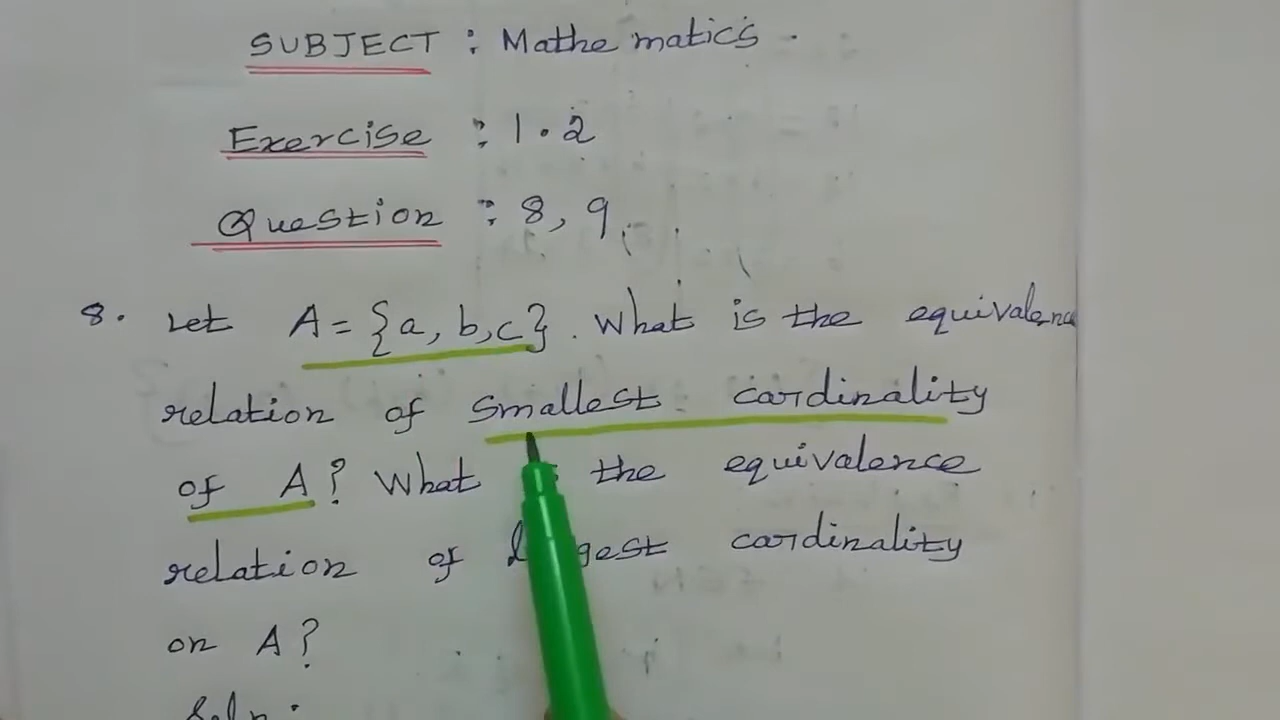 SUBJECT : Mathematics.
Exercise : 1.2
Question : 8, 9.
8. Let A = {a, b, c}. What is the equivalence
relation of smallest cardinality
of A? What the equivalence
relation of cardinality
on A?
Soln: